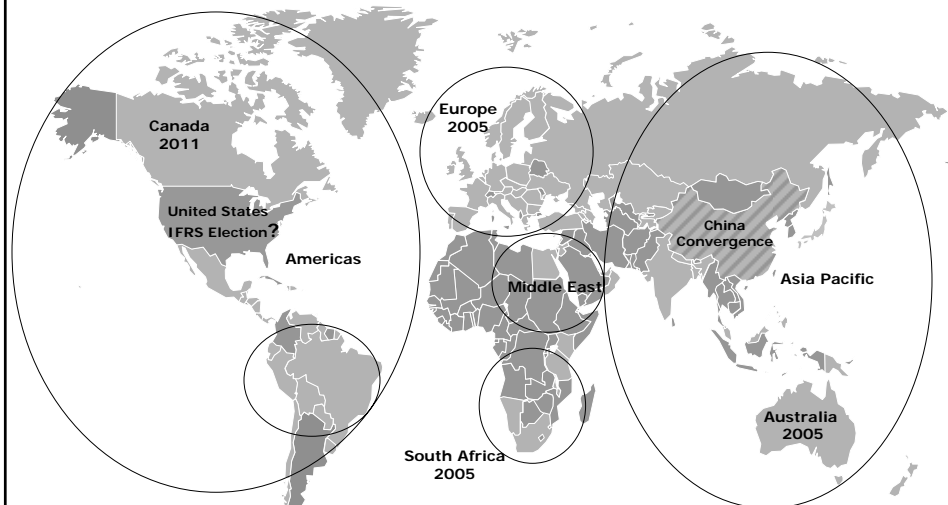 Canada
2011
United States
IFRS Election?
Americas
Europe
2005
Middle East
South Africa
2005
China
Convergence
Asia Pacific
Australia
2005